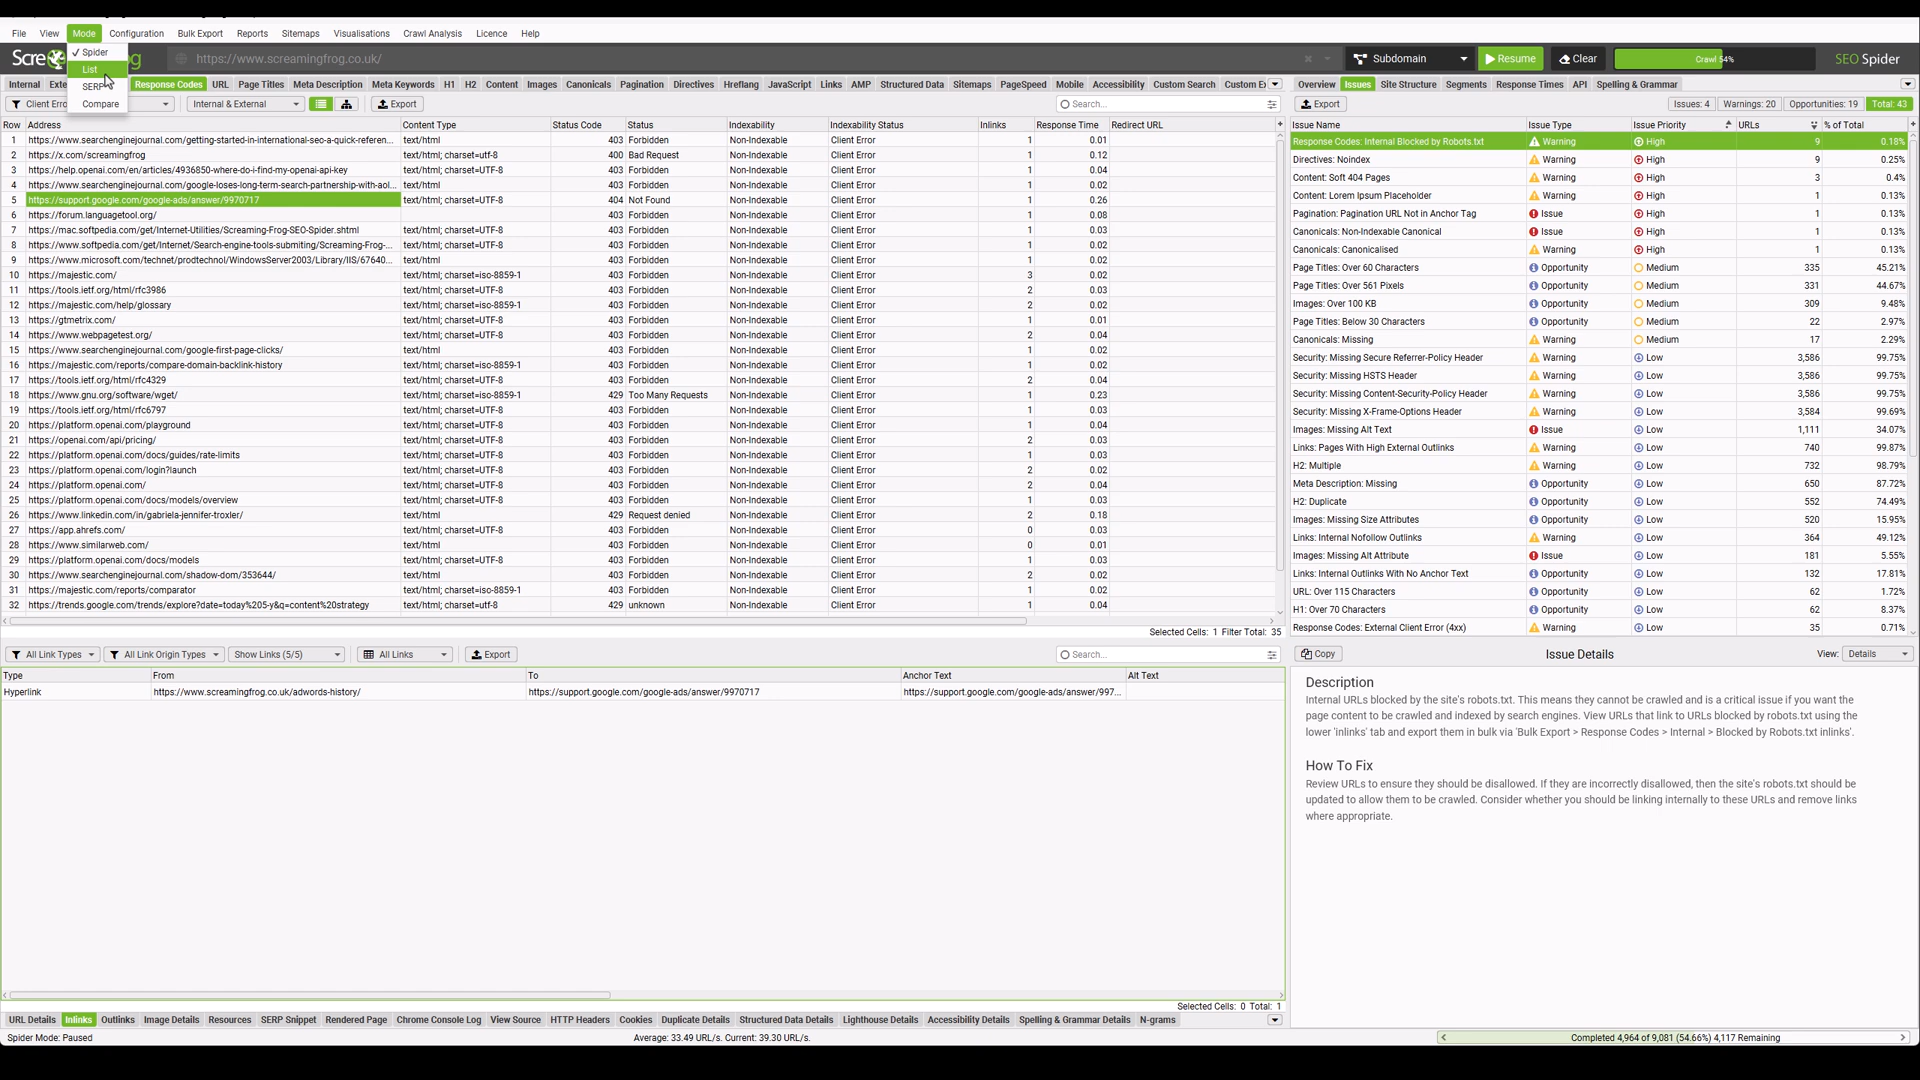 File View Mode Configuration Bulk Export Reports Sitemaps Visualisations Crawl Analysis Licence Help
✓ Spider
List
SERP
Compare
https://www.screamingfrog.co.uk/ Subdomain Resume Clear Crawl 54% SEO Spider
Internal Response Codes URL Page Titles Meta Description Meta Keywords H1 H2 Content Images Canonicals Pagination Directives Hreflang JavaScript Links AMP Structured Data Sitemaps PageSpeed Mobile Accessibility Custom Search Custom E
Internal & External Export Search...
Row Address Content Type Status Code Status Indexability Indexability Status Inlinks Response Time Redirect URL
1 https://www.searchenginejournal.com/getting-started-in-international-seo-a-quick-referen... text/html 403 Forbidden Non-Indexable Client Error 1 0.01
2 https://x.com/screamingfrog text/html; charset=utf-8 400 Bad Request Non-Indexable Client Error 1 0.12
3 https://help.openai.com/en/articles/4936850-where-do-i-find-my-openai-api-key text/html; charset=UTF-8 403 Forbidden Non-Indexable Client Error 1 0.04
4 https://www.searchenginejournal.com/google-loses-long-term-search-partnership-with-aol... text/html 403 Forbidden Non-Indexable Client Error 1 0.02
5 https://support.google.com/google-ads/answer/9970717 text/html; charset=UTF-8 404 Not Found Non-Indexable Client Error 1 0.26
6 https://forum.languagetool.org/ 403 Forbidden Non-Indexable Client Error 1 0.08
7 https://mac.softpedia.com/get/Internet-Utilities/Screaming-Frog-SEO-Spider.shtml text/html; charset=UTF-8 403 Forbidden Non-Indexable Client Error 1 0.03
8 https://www.softpedia.com/get/Internet/Search-engine-tools-submiting/Screaming-Frog-... text/html; charset=UTF-8 403 Forbidden Non-Indexable Client Error 1 0.02
9 https://www.microsoft.com/technet/prodtechnol/WindowsServer2003/Library/IIS/67640... text/html 403 Forbidden Non-Indexable Client Error 1 0.02
10 https://majestic.com/ text/html; charset=iso-8859-1 403 Forbidden Non-Indexable Client Error 3 0.02
11 https://tools.ietf.org/html/rfc3986 text/html; charset=UTF-8 403 Forbidden Non-Indexable Client Error 2 0.03
12 https://majestic.com/help/glossary text/html; charset=iso-8859-1 403 Forbidden Non-Indexable Client Error 2 0.02
13 https://gtmetrix.com/ text/html; charset=UTF-8 403 Forbidden Non-Indexable Client Error 1 0.01
14 https://www.webpagetest.org/ text/html; charset=UTF-8 403 Forbidden Non-Indexable Client Error 2 0.04
15 https://www.searchenginejournal.com/google-first-page-clicks/ text/html 403 Forbidden Non-Indexable Client Error 1 0.02
16 https://majestic.com/reports/compare-domain-backlink-history text/html; charset=iso-8859-1 403 Forbidden Non-Indexable Client Error 1 0.02
17 https://tools.ietf.org/html/rfc4329 text/html; charset=UTF-8 403 Forbidden Non-Indexable Client Error 2 0.04
18 https://www.gnu.org/software/wget/ text/html; charset=iso-8859-1 429 Too Many Requests Non-Indexable Client Error 1 0.23
19 https://tools.ietf.org/html/rfc6797 text/html; charset=UTF-8 403 Forbidden Non-Indexable Client Error 1 0.03
20 https://platform.openai.com/playground text/html; charset=UTF-8 403 Forbidden Non-Indexable Client Error 1 0.04
21 https://openai.com/api/pricing/ text/html; charset=UTF-8 403 Forbidden Non-Indexable Client Error 2 0.03
22 https://platform.openai.com/docs/guides/rate-limits text/html; charset=UTF-8 403 Forbidden Non-Indexable Client Error 1 0.03
23 https://platform.openai.com/login?launch text/html; charset=UTF-8 403 Forbidden Non-Indexable Client Error 2 0.02
24 https://platform.openai.com/ text/html; charset=UTF-8 403 Forbidden Non-Indexable Client Error 2 0.04
25 https://platform.openai.com/docs/models/overview text/html; charset=UTF-8 403 Forbidden Non-Indexable Client Error 1 0.03
26 https://www.linkedin.com/in/gabriela-jennifer-troxler/ text/html 429 Request denied Non-Indexable Client Error 2 0.18
27 https://app.ahrefs.com/ text/html; charset=UTF-8 403 Forbidden Non-Indexable Client Error 0 0.03
28 https://www.similarweb.com/ text/html 403 Forbidden Non-Indexable Client Error 0 0.01
29 https://platform.openai.com/docs/models text/html; charset=UTF-8 403 Forbidden Non-Indexable Client Error 1 0.03
30 https://www.searchenginejournal.com/shadow-dom/353644/ text/html 403 Forbidden Non-Indexable Client Error 2 0.02
31 https://majestic.com/reports/comparator text/html; charset=iso-8859-1 403 Forbidden Non-Indexable Client Error 1 0.02
32 https://trends.google.com/trends/explore?date=today%205-y&q=content%20strategy text/html; charset=utf-8 429 unknown Non-Indexable Client Error 1 0.04
Selected Cells: 1 Filter Total: 35
All Link Types All Link Origin Types Show Links (5/5) All Links Export Search...
Type From To Anchor Text Alt Text
Hyperlink https://www.screamingfrog.co.uk/adwords-history/ https://support.google.com/google-ads/answer/9970717 https://support.google.com/google-ads/answer/997...
Selected Cells: 0 Total: 1
URL Details Inlinks Outlinks Image Details Resources SERP Snippet Rendered Page Chrome Console Log View Source HTTP Headers Cookies Duplicate Details Structured Data Details Lighthouse Details Accessibility Details Spelling & Grammar Details N-grams
Overview Issues Site Structure Segments Response Times API Spelling & Grammar
Export Issues: 4 Warnings: 20 Opportunities: 19 Total: 43
Issue Name Issue Type Issue Priority URLs % of Total
Response Codes: Internal Blocked by Robots.txt Warning High 9 0.18%
Directives: Noindex Warning High 9 0.25%
Content: Soft 404 Pages Warning High 3 0.4%
Content: Lorem Ipsum Placeholder Warning High 1 0.13%
Pagination: Pagination URL Not in Anchor Tag Issue High 1 0.13%
Canonicals: Non-Indexable Canonical Issue High 1 0.13%
Canonicals: Canonicalised Warning High 1 0.13%
Page Titles: Over 60 Characters Opportunity Medium 335 45.21%
Page Titles: Over 561 Pixels Opportunity Medium 331 44.67%
Images: Over 100 KB Opportunity Medium 309 9.48%
Page Titles: Below 30 Characters Opportunity Medium 22 2.97%
Canonicals: Missing Warning Medium 17 2.29%
Security: Missing Secure Referrer-Policy Header Warning Low 3,586 99.75%
Security: Missing HSTS Header Warning Low 3,586 99.75%
Security: Missing Content-Security-Policy Header Warning Low 3,586 99.75%
Security: Missing X-Frame-Options Header Warning Low 3,584 99.69%
Images: Missing Alt Text Issue Low 1,111 34.07%
Links: Pages With High External Outlinks Warning Low 740 99.87%
H2: Multiple Warning Low 732 98.79%
Meta Description: Missing Opportunity Low 650 87.72%
H2: Duplicate Opportunity Low 552 74.49%
Images: Missing Size Attributes Opportunity Low 520 15.95%
Links: Internal Nofollow Outlinks Warning Low 364 49.12%
Images: Missing Alt Attribute Issue Low 181 5.55%
Links: Internal Outlinks With No Anchor Text Opportunity Low 132 17.81%
URL: Over 115 Characters Opportunity Low 62 1.72%
H1: Over 70 Characters Opportunity Low 62 8.37%
Response Codes: External Client Error (4xx) Warning Low 35 0.71%
Copy Issue Details View: Details
Description
Internal URLs blocked by the site's robots.txt. This means they cannot be crawled and is a critical issue if you want the
page content to be crawled and indexed by search engines. View URLs that link to URLs blocked by robots.txt using the
lower 'inlinks' tab and export them in bulk via 'Bulk Export > Response Codes > Internal > Blocked by Robots.txt inlinks'.
How To Fix
Review URLs to ensure they should be disallowed. If they are incorrectly disallowed, then the site's robots.txt should be
updated to allow them to be crawled. Consider whether you should be linking internally to these URLs and remove links
where appropriate.
Spider Mode: Paused Average: 33.49 URL/s. Current: 39.30 URL/s. Completed 4,964 of 9,081 (54.66%) 4,117 Remaining